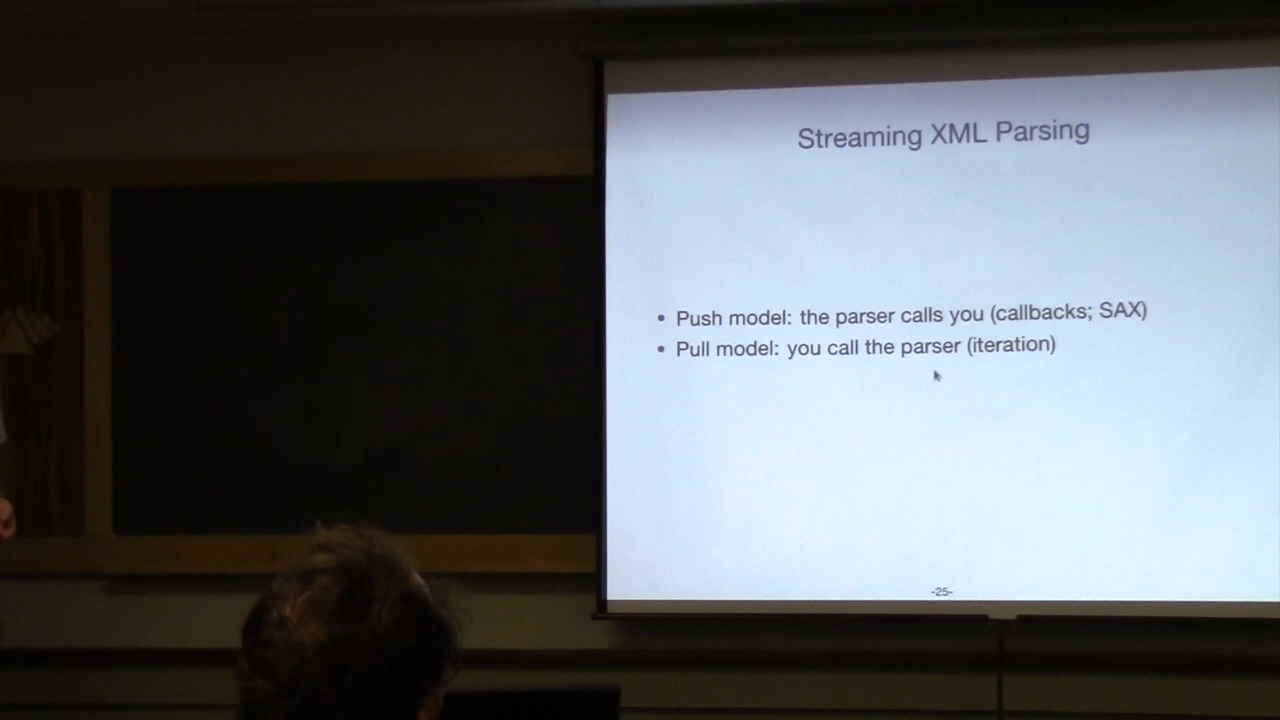 Streaming XML Parsing
• Push model: the parser calls you (callbacks; SAX)
• Pull model: you call the parser (iteration)
-25-